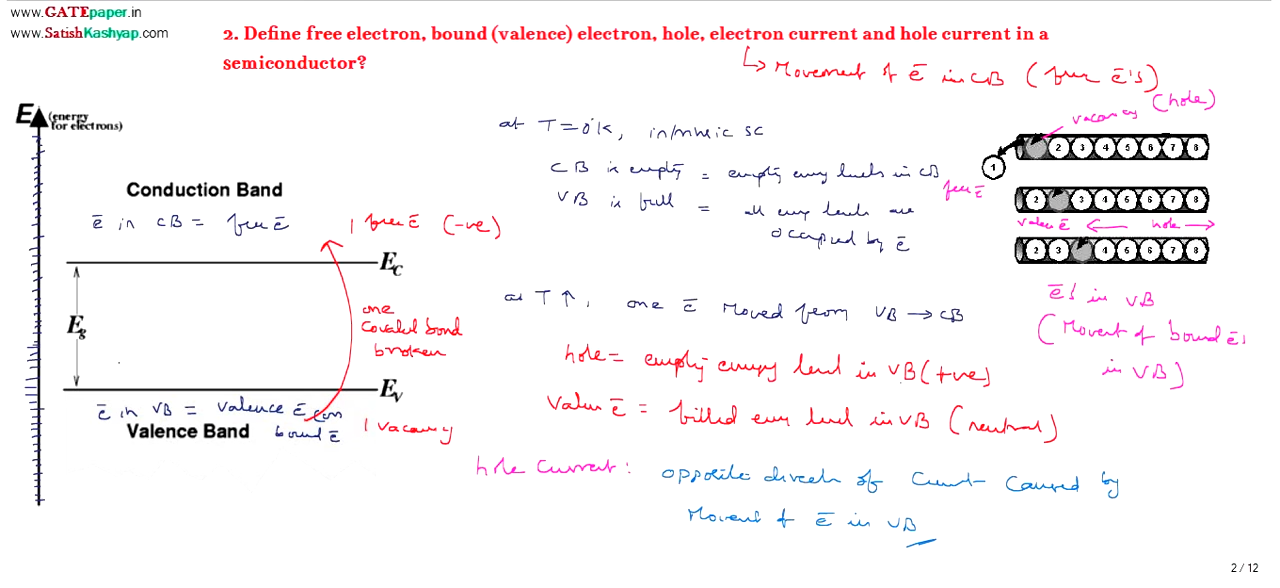 www.GATEpaper.in
www.SatishKashyap.com
2. Define free electron, bound (valence) electron, hole, electron current and hole current in a
semiconductor?
↳ Movement of ē in CB (free ē's)
E (energy
for electrons)
Conduction Band
ē in CB = free ē
1 free ē (-ve)
EC
Eg
one
Covalent bond
broken
EV
ē in VB = valence ē (or)
bound ē
Valence Band
1 vacancy
at T=0°K, intrinsic SC
CB is empty = empty energy levels in CB
VB is full = all energy levels are
occupied by ē
as T↑, one ē moved from VB → CB
hole = empty energy level in VB (+ve)
Valence ē = filled energy level in VB (neutral)
hole current: opposite direction of current caused by
Movement of ē in VB
vacancy (hole)
1 2 3 4 5 6 7 8
free ē
2 3 4 5 6 7 8
valence ē ← hole →
2 3 4 5 6 7 8
ē's in VB
(Movement of bound ē's
in VB)
2 / 12